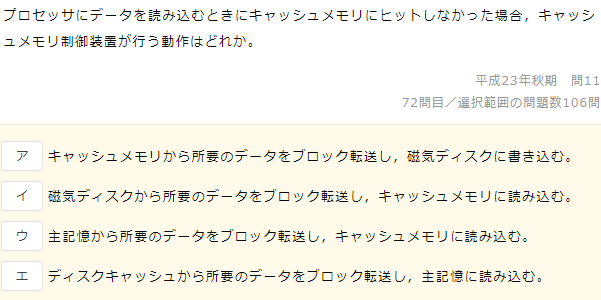 プロセッサにデータを読み込むときにキャッシュメモリにヒットしなかった場合，キャッシ
ュメモリ制御装置が行う動作はどれか。
平成23年秋期　問11
72問目／選択範囲の問題数106問
ア キャッシュメモリから所要のデータをブロック転送し，磁気ディスクに書き込む。
イ 磁気ディスクから所要のデータをブロック転送し，キャッシュメモリに読み込む。
ウ 主記憶から所要のデータをブロック転送し，キャッシュメモリに読み込む。
エ ディスクキャッシュから所要のデータをブロック転送し，主記憶に読み込む。